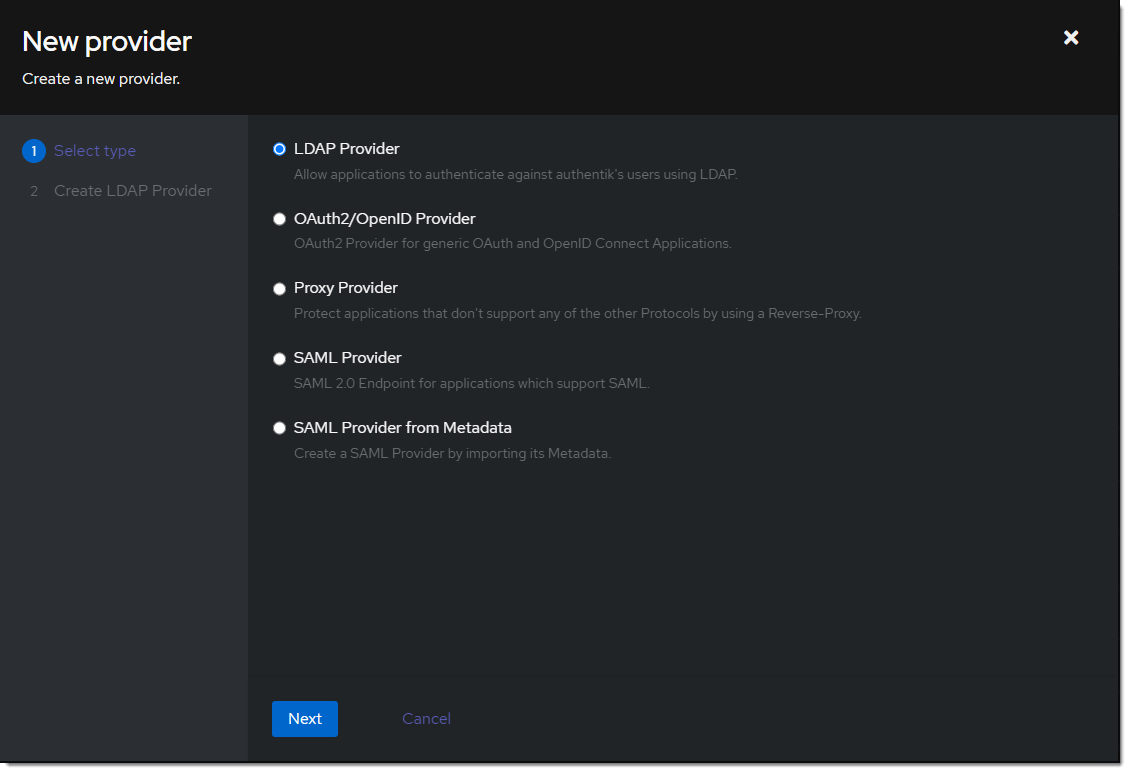 New provider
Create a new provider.
1 Select type
2 Create LDAP Provider
LDAP Provider
Allow applications to authenticate against authentik's users using LDAP.
OAuth2/OpenID Provider
OAuth2 Provider for generic OAuth and OpenID Connect Applications.
Proxy Provider
Protect applications that don't support any of the other Protocols by using a Reverse-Proxy.
SAML Provider
SAML 2.0 Endpoint for applications which support SAML.
SAML Provider from Metadata
Create a SAML Provider by importing its Metadata.
Next Cancel